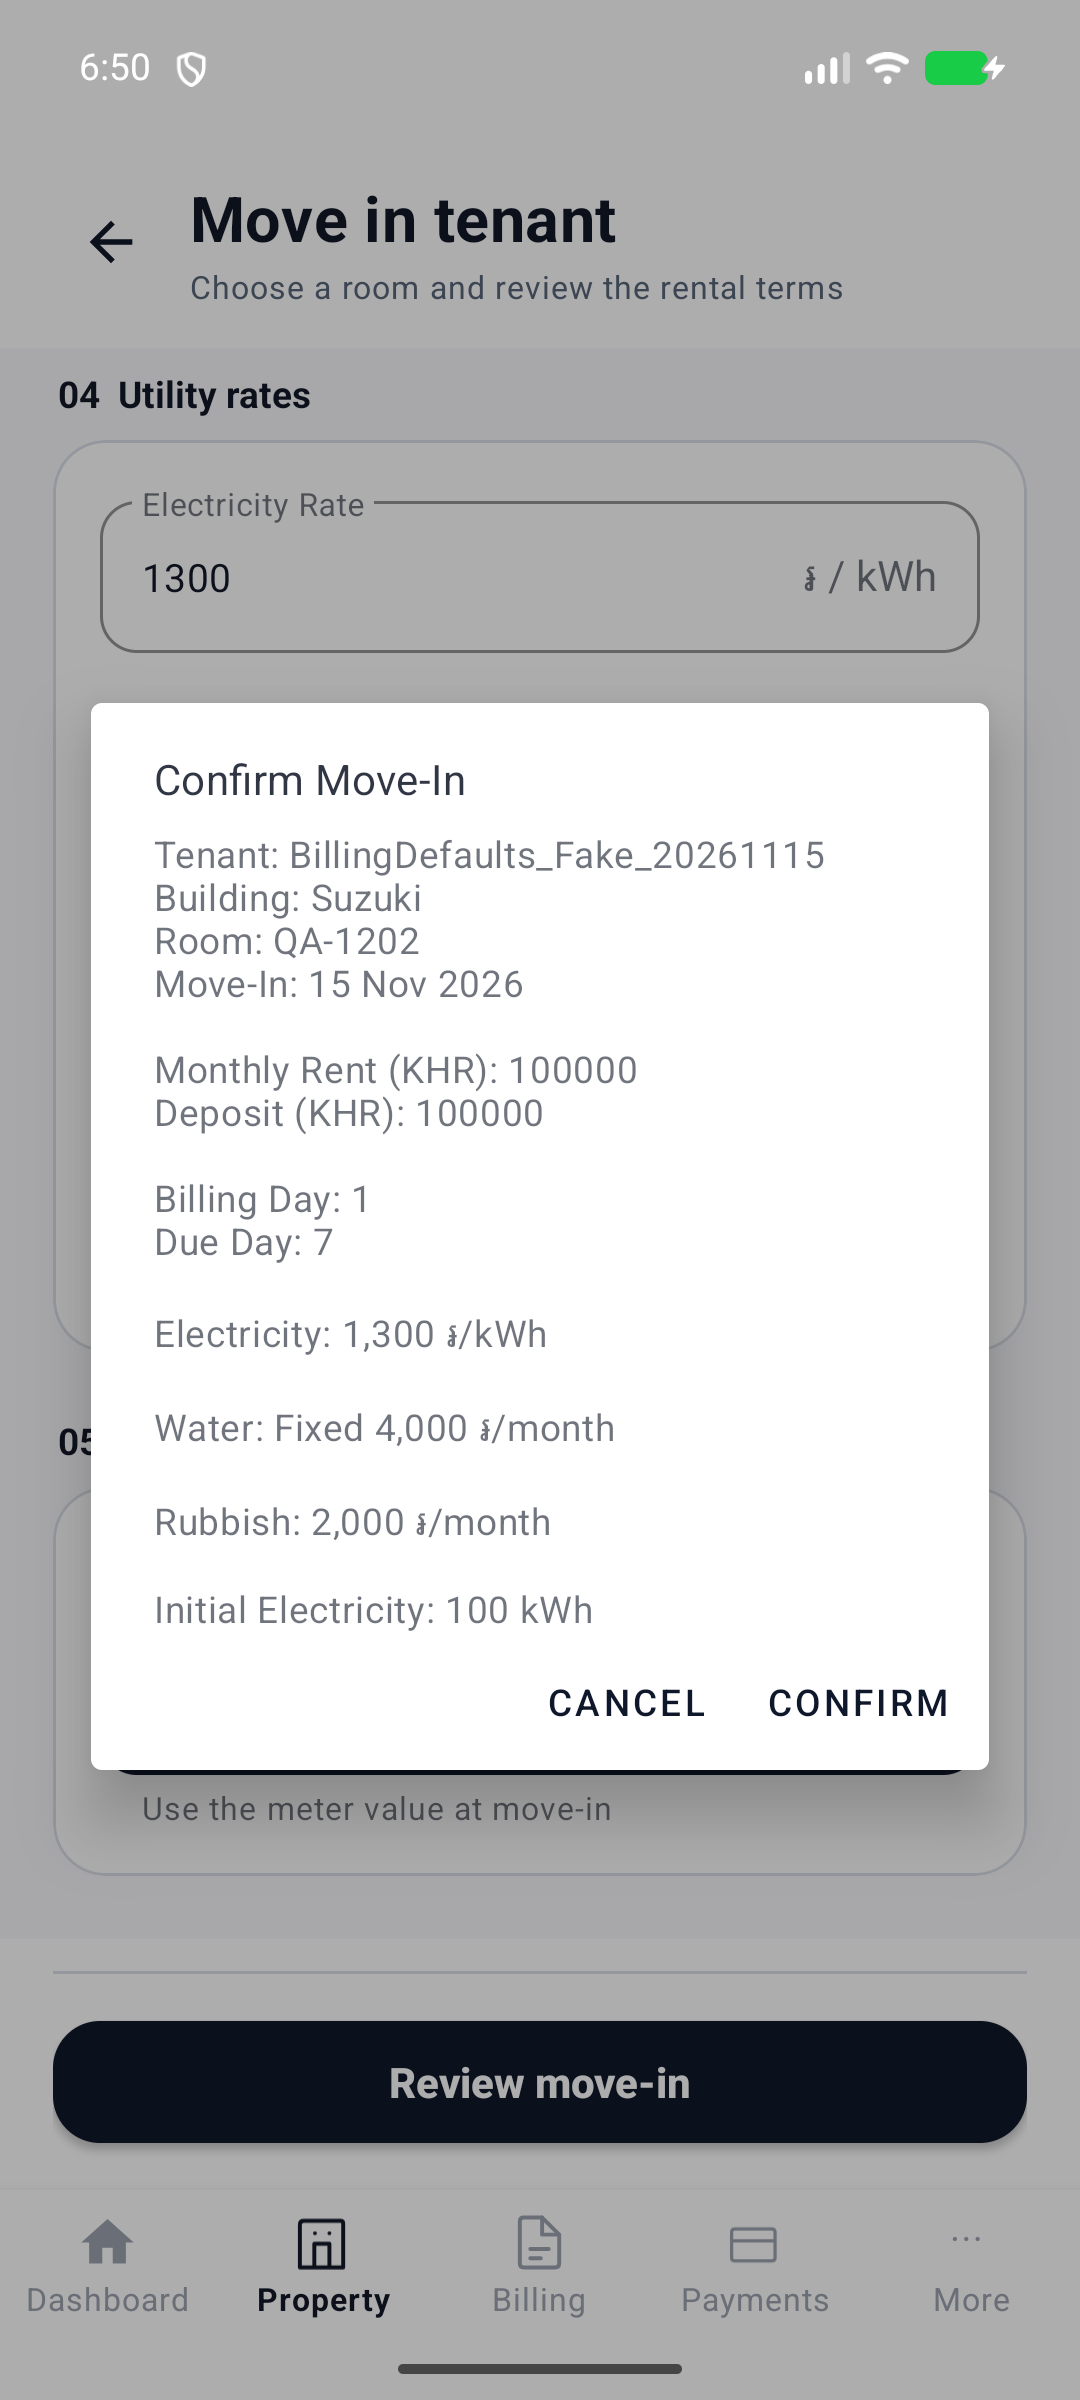 6:50
Move in tenant
Choose a room and review the rental terms
04 Utility rates
Electricity Rate
1300 ៛ / kWh
Confirm Move-In
Tenant: BillingDefaults_Fake_20261115
Building: Suzuki
Room: QA-1202
Move-In: 15 Nov 2026
Monthly Rent (KHR): 100000
Deposit (KHR): 100000
Billing Day: 1
Due Day: 7
Electricity: 1,300 ៛/kWh
05
Water: Fixed 4,000 ៛/month
Rubbish: 2,000 ៛/month
Initial Electricity: 100 kWh
CANCEL CONFIRM
Use the meter value at move-in
Review move-in
Dashboard Property Billing Payments More